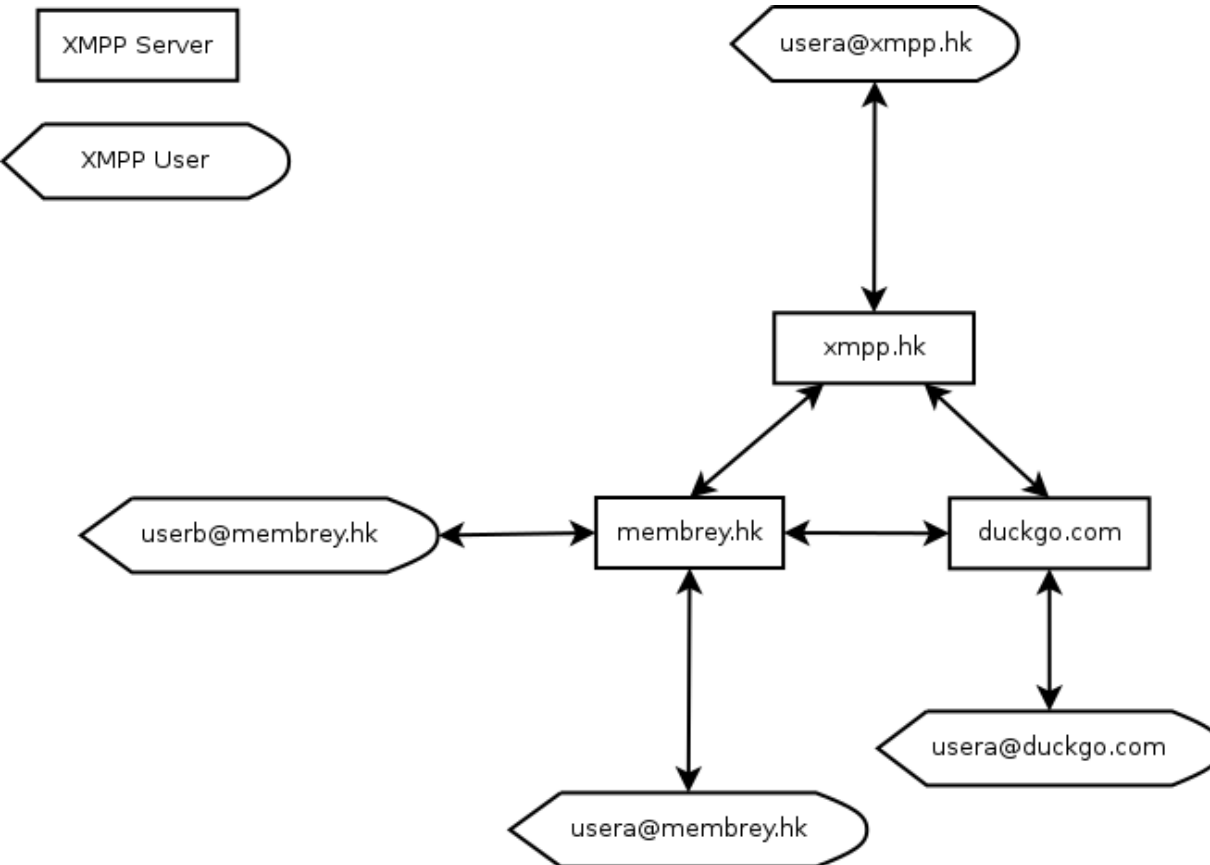 XMPP Server
usera@xmpp.hk
XMPP User
xmpp.hk
userb@membrey.hk
membrey.hk
duckgo.com
usera@duckgo.com
usera@membrey.hk